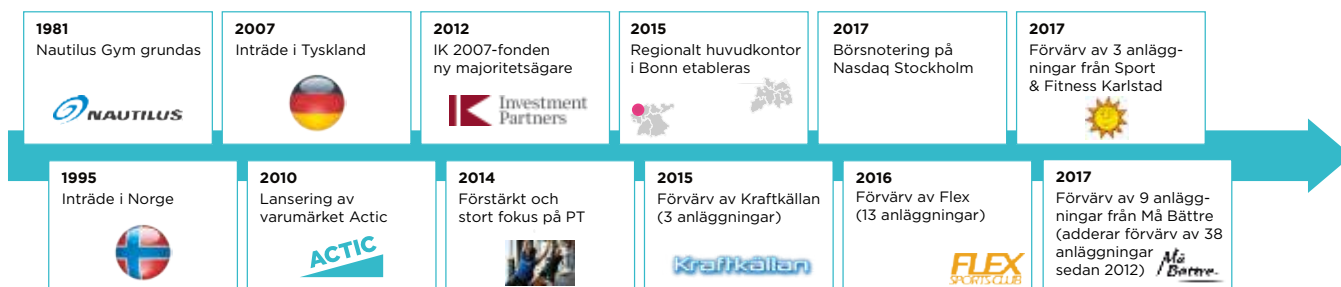 1981
Nautilus Gym grundas
NAUTILUS
2007
Inträde i Tyskland
2012
IK 2007-fonden
ny majoritetsägare
IK Investment
Partners
2015
Regionalt huvudkontor
i Bonn etableras
2017
Börsnotering på
Nasdaq Stockholm
2017
Förvärv av 3 anlägg-
ningar från Sport
& Fitness Karlstad
1995
Inträde i Norge
2010
Lansering av
varumärket Actic
ACTIC
2014
Förstärkt och
stort fokus på PT
2015
Förvärv av Kraftkällan
(3 anläggningar)
Kraftkällan
2016
Förvärv av Flex
(13 anläggningar)
FLEX
SPORTS CLUB
2017
Förvärv av 9 anlägg-
ningar från Må Bättre
(adderar förvärv av 38
anläggningar
sedan 2012)
Må
Bättre